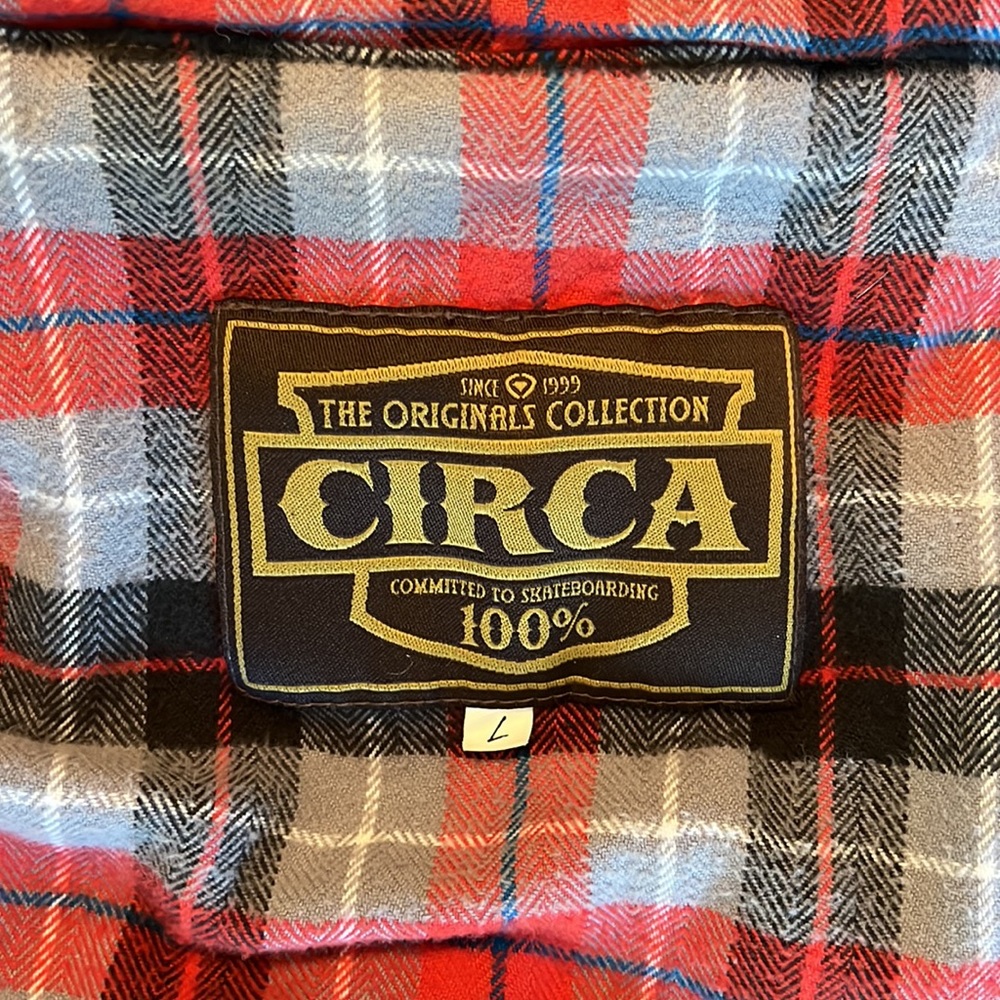 SINCE 1999
THE ORIGINALS COLLECTION
CIRCA
COMMITTED TO SKATEBOARDING
100%
L